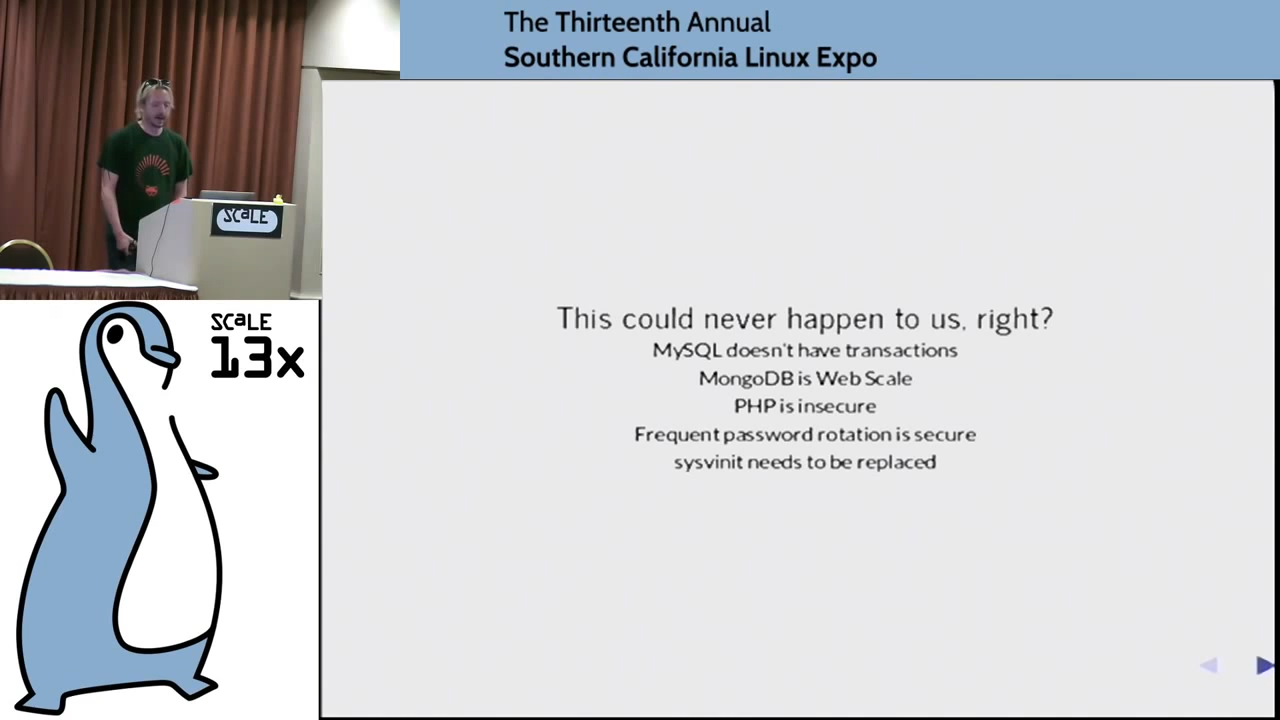 The Thirteenth Annual
Southern California Linux Expo
SCaLE
SCaLE
13x
This could never happen to us, right?
MySQL doesn't have transactions
MongoDB is Web Scale
PHP is insecure
Frequent password rotation is secure
sysvinit needs to be replaced